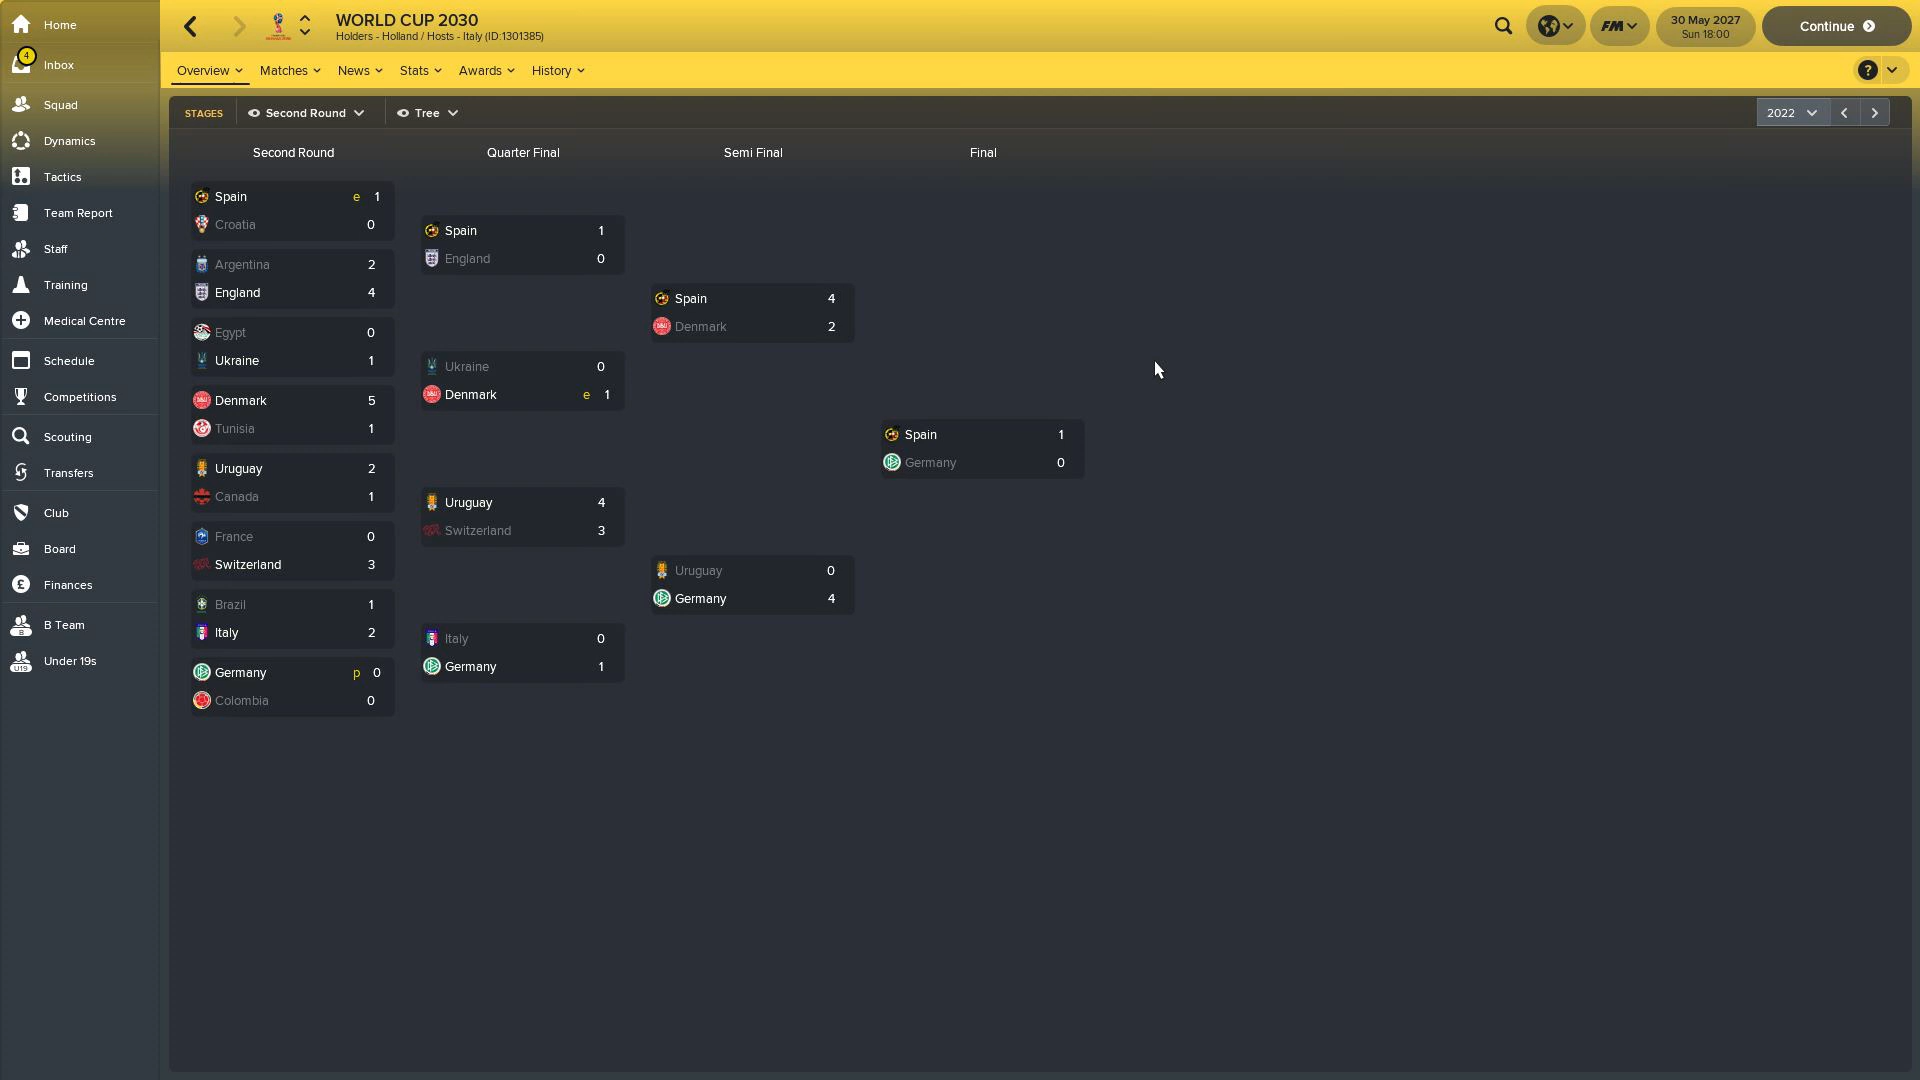 Home
4
Inbox
Squad
Dynamics
Tactics
Team Report
Staff
Training
Medical Centre
Schedule
Competitions
Scouting
Transfers
Club
Board
Finances
B
B Team
U19
Under 19s
WORLD CUP 2030
Holders - Holland / Hosts - Italy (ID:1301385)
FM
30 May 2027
Sun 18:00
Continue
Overview Matches News Stats Awards History
?
STAGES Second Round Tree 2022
Second Round Quarter Final Semi Final Final
Spain e 1
Croatia 0
Argentina 2
England 4
Egypt 0
Ukraine 1
Denmark 5
Tunisia 1
Uruguay 2
Canada 1
France 0
Switzerland 3
Brazil 1
Italy 2
Germany p 0
Colombia 0
Spain 1
England 0
Ukraine 0
Denmark e 1
Uruguay 4
Switzerland 3
Italy 0
Germany 1
Spain 4
Denmark 2
Uruguay 0
Germany 4
Spain 1
Germany 0